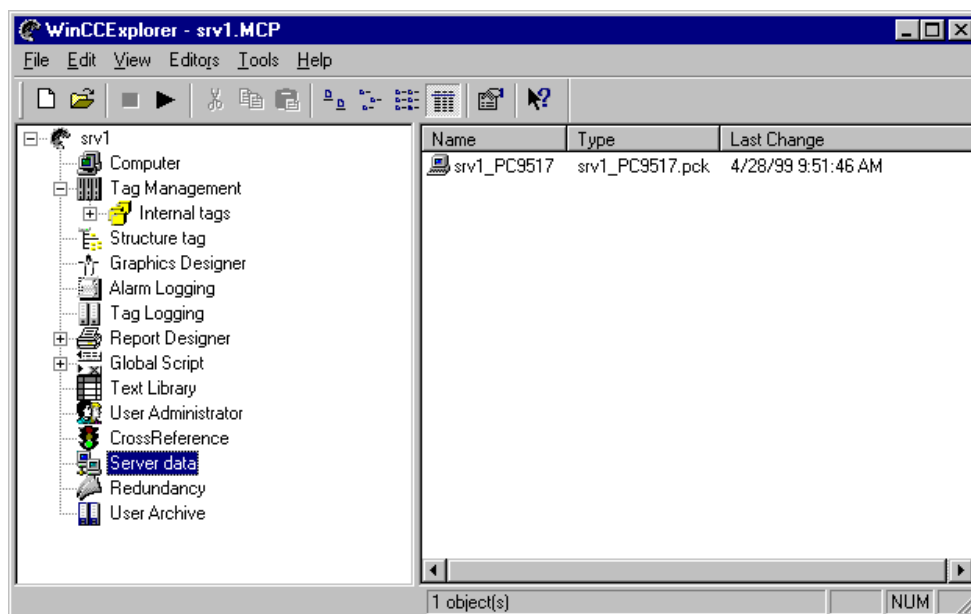 WinCCExplorer - srv1.MCP
File Edit View Editors Tools Help
srv1
Computer
Tag Management
Internal tags
Structure tag
Graphics Designer
Alarm Logging
Tag Logging
Report Designer
Global Script
Text Library
User Administrator
CrossReference
Server data
Redundancy
User Archive
Name Type Last Change
srv1_PC9517 srv1_PC9517.pck 4/28/99 9:51:46 AM
1 object(s) NUM